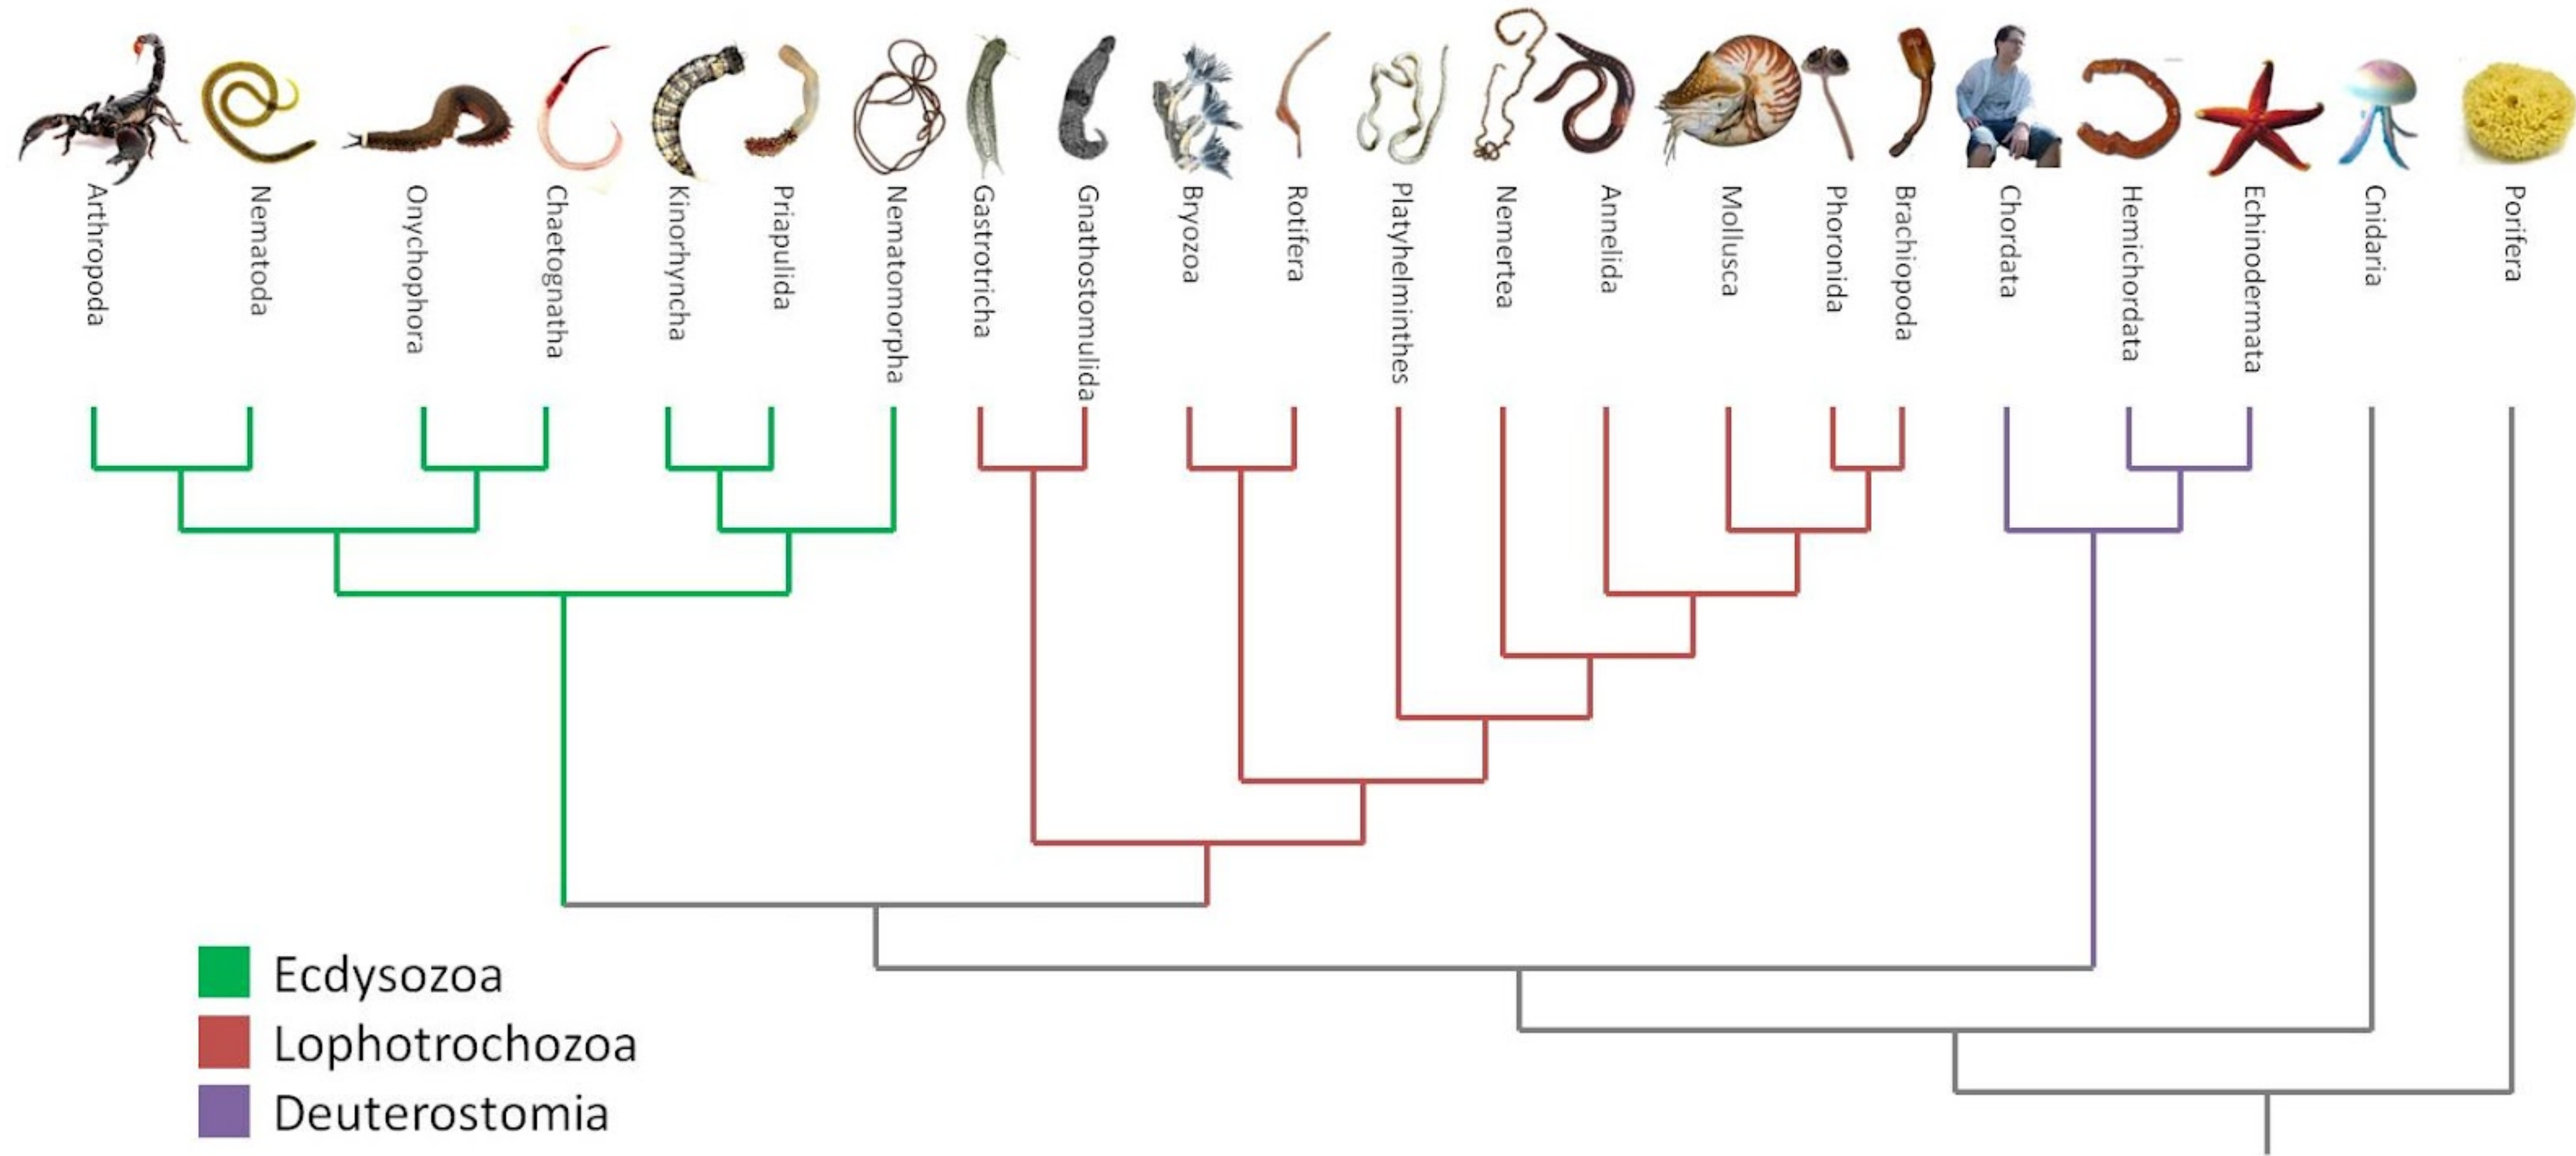 Arthropoda
Nematoda
Onychophora
Chaetognatha
Kinorhyncha
Priapulida
Nematomorpha
Gastrotricha
Gnathostomulida
Bryozoa
Rotifera
Platyhelminthes
Nemertea
Annelida
Mollusca
Phoronida
Brachiopoda
Chordata
Hemichordata
Echinodermata
Cnidaria
Porifera
Ecdysozoa
Lophotrochozoa
Deuterostomia